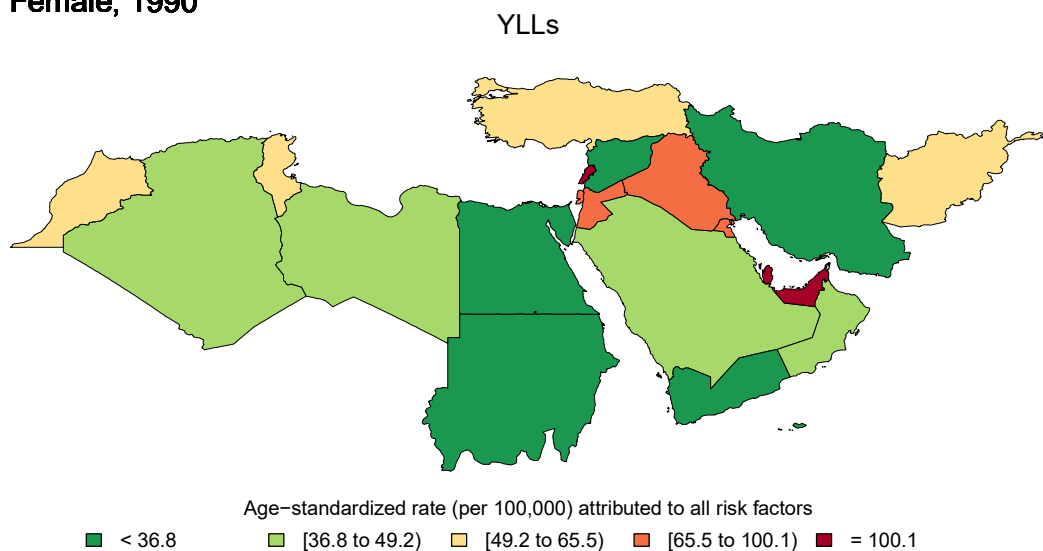 Female, 1990
YLLs
Age−standardized rate (per 100,000) attributed to all risk factors
< 36.8 [36.8 to 49.2) [49.2 to 65.5) [65.5 to 100.1) = 100.1